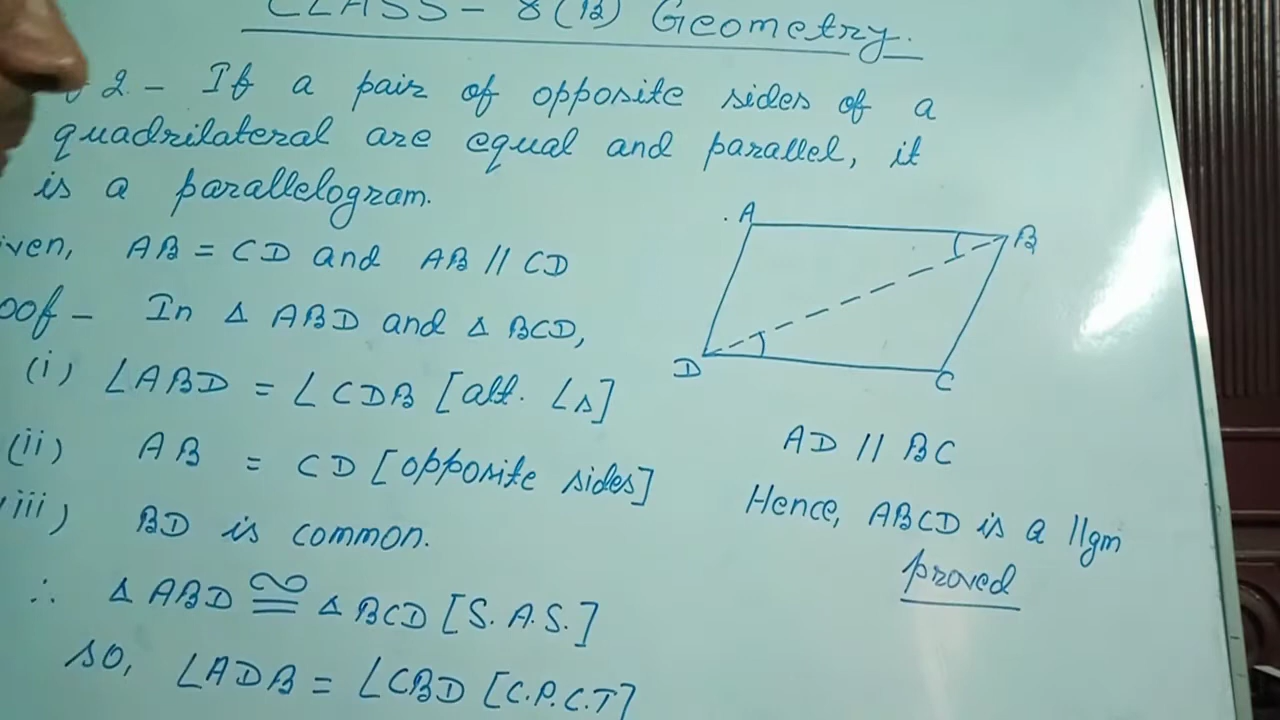 CLASS - 8 (B) Geometry.
2. - If a pair of opposite sides of a
quadrilateral are equal and parallel, it
is a parallelogram.
iven, AB = CD and AB // CD
oof - In Δ ABD and Δ BCD,
(i) ∠ABD = ∠CDB [alt. ∠s]
(ii) AB = CD [opposite sides]
iii) BD is common.
∴ Δ ABD ≅ Δ BCD [S.A.S.]
so, ∠ADB = ∠CBD [C.P.C.T]
A
B
D
C
AD // BC
Hence, ABCD is a //gm
proved